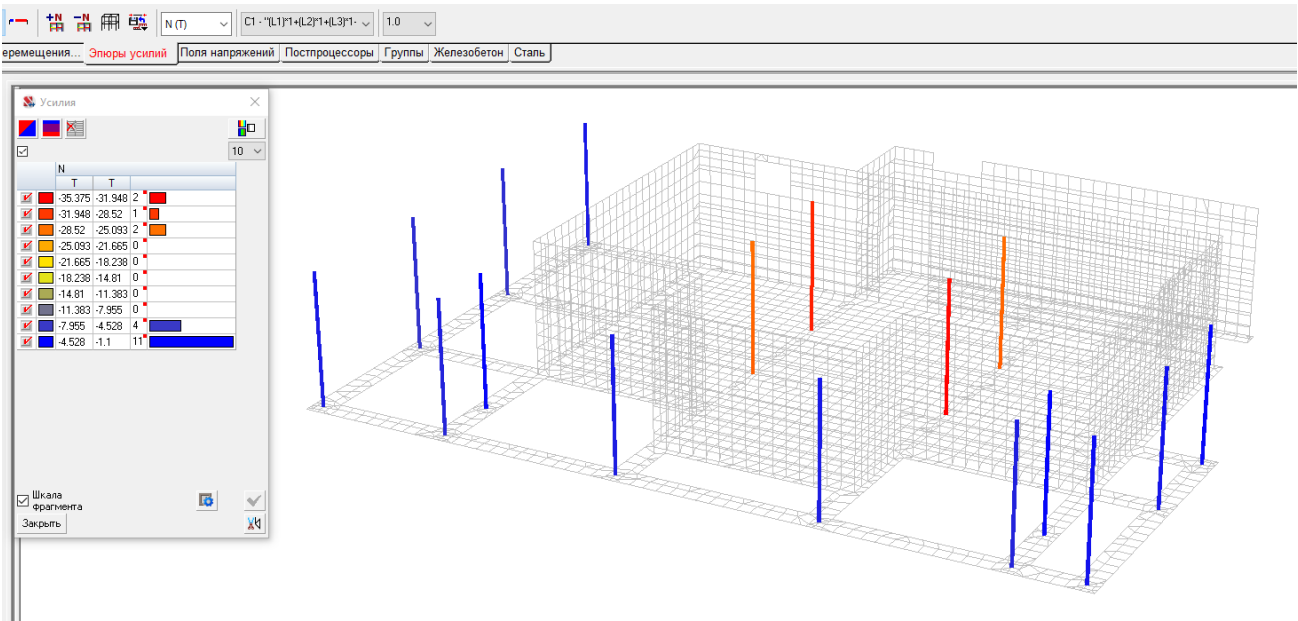 +N -N N (T) C1 - "(L1)*1+(L2)*1+(L3)*1- 1.0
еремещения... Эпюры усилий Поля напряжений Постпроцессоры Группы Железобетон Сталь
Усилия
10
N
T T
-35.375 -31.948 2
-31.948 -28.52 1
-28.52 -25.093 2
-25.093 -21.665 0
-21.665 -18.238 0
-18.238 -14.81 0
-14.81 -11.383 0
-11.383 -7.955 0
-7.955 -4.528 4
-4.528 -1.1 11
Шкала
фрагмента
Закрыть